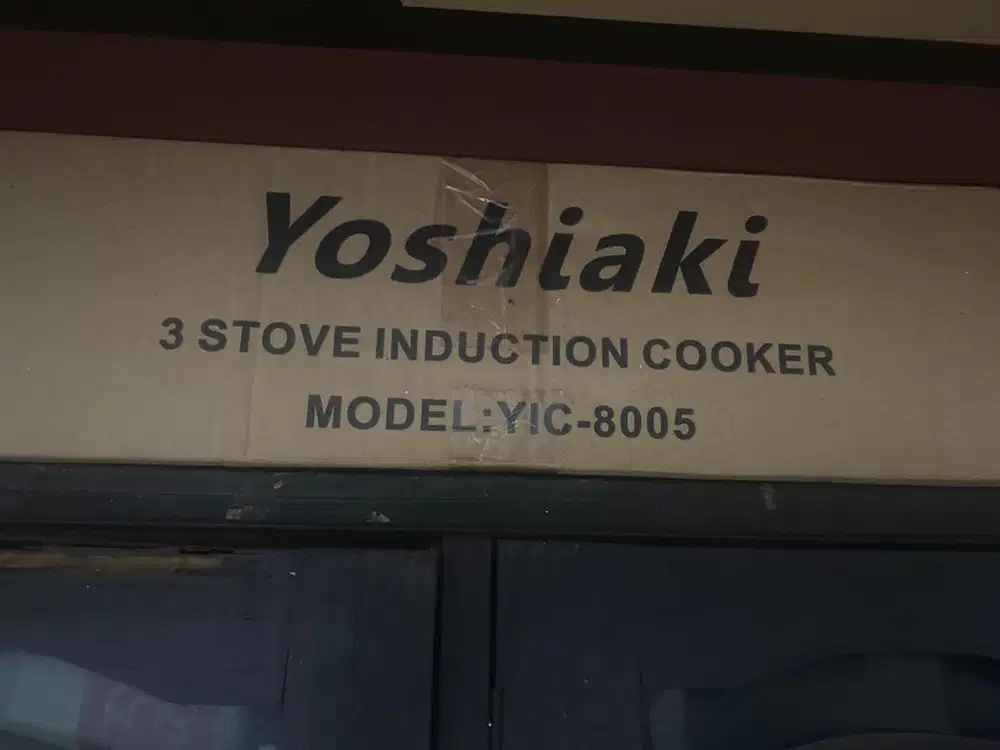 Yoshiaki
3 STOVE INDUCTION COOKER
MODEL:YIC-8005